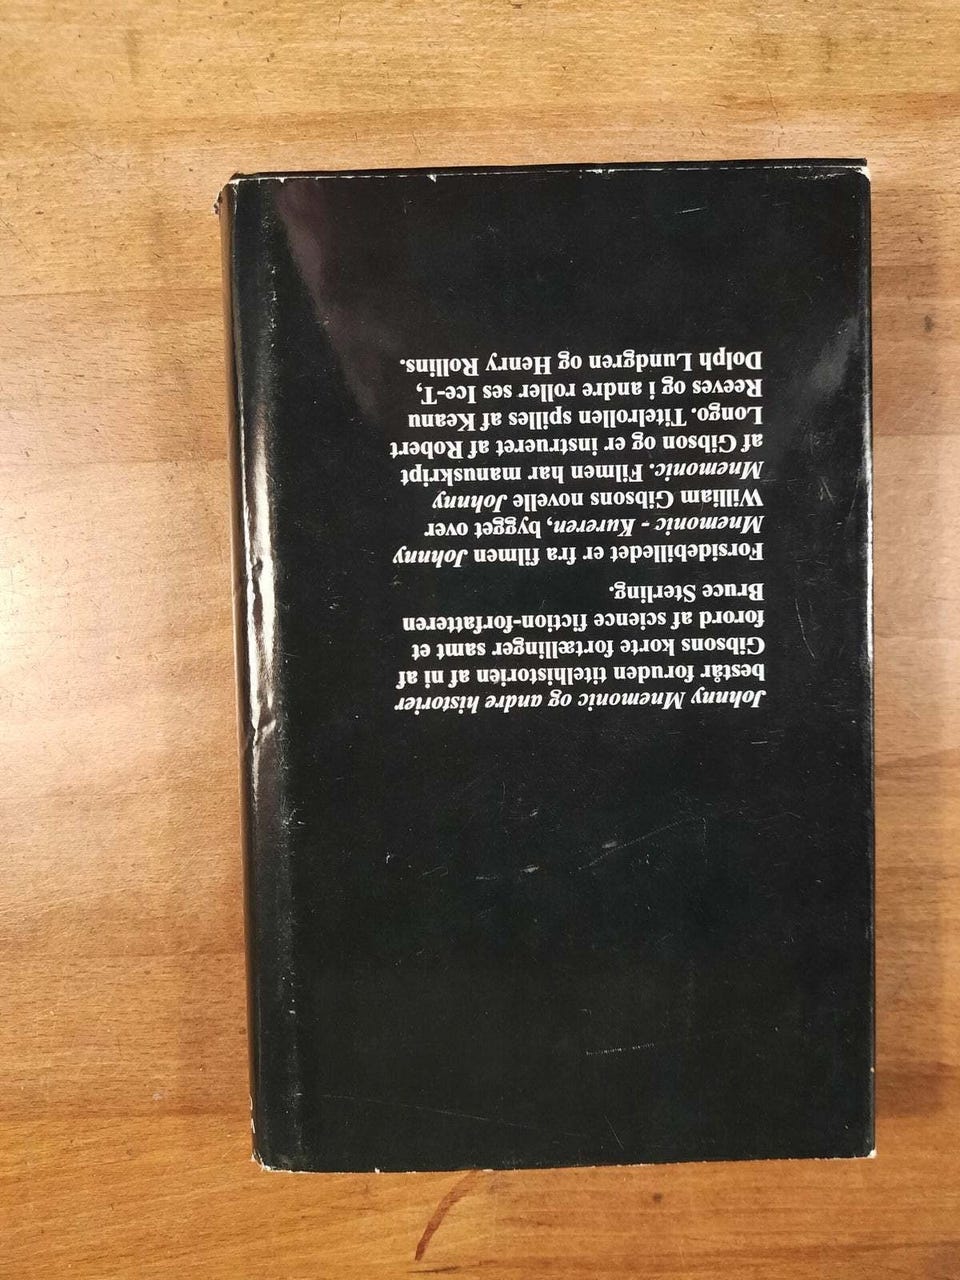 Johnny Mnemonic og andre historier
består foruden titelhistorien af ni af
Gibsons korte fortællinger samt et
forord af science fiction-forfatteren
Bruce Sterling.
Forsidebilledet er fra filmen Johnny
Mnemonic - Kureren, bygget over
William Gibsons novelle Johnny
Mnemonic. Filmen har manuskript
af Gibson og er instrueret af Robert
Longo. Titelrollen spilles af Keanu
Reeves og i andre roller ses Ice-T,
Dolph Lundgren og Henry Rollins.